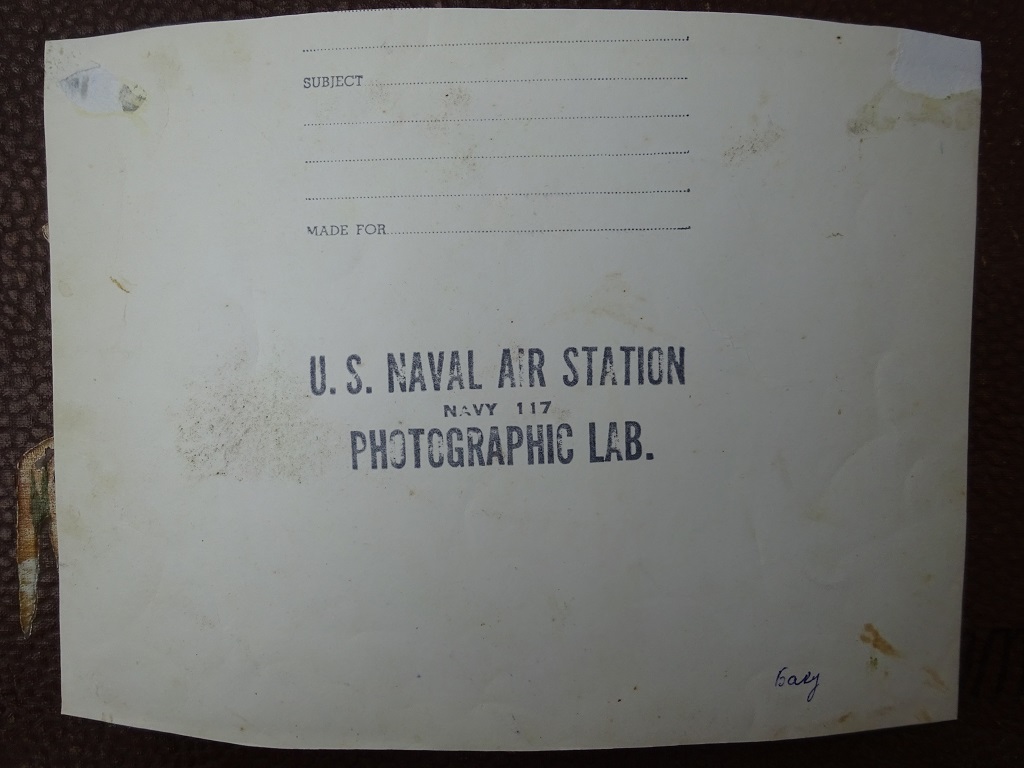 SUBJECT
MADE FOR
U. S. NAVAL AIR STATION
NAVY 117
PHOTOGRAPHIC LAB.